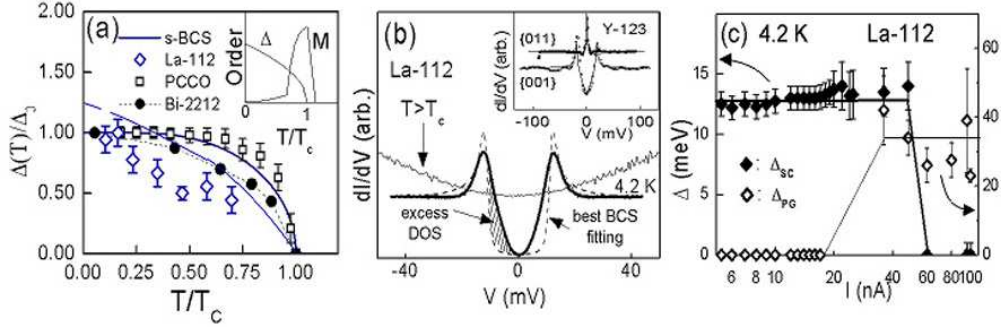 (a)
s-BCS
La-112
PCCO
Bi-2212
Order
Δ
M
0 1
T/Tc
Δ(T)/Δ0
2.00
1.50
1.00
0.50
0.00
0.00 0.25 0.50 0.75 1.00
T/Tc
(b)
La-112
T>Tc
{011}
{001}
Y-123
dI/dV (arb.)
-100 0 100
V (mV)
4.2 K
excess
DOS
best BCS
fitting
dI/dV (arb.)
-40 0 40
V (mV)
(c) 4.2 K La-112
Δ (meV)
15
10
5
0
ΔSC
ΔPG
60
40
20
0
6 8 10 20 40 60 80 100
I (nA)